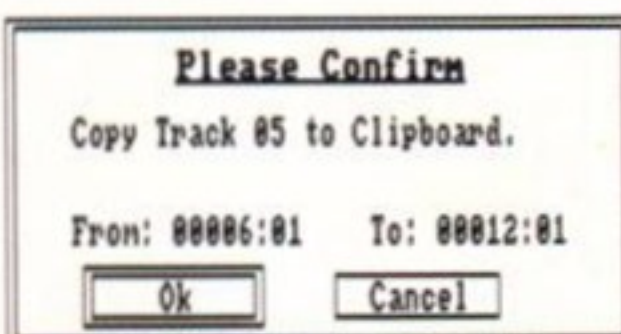 Please Confirm
Copy Track 05 to Clipboard.
From: 00006:01 To: 00012:01
Ok Cancel